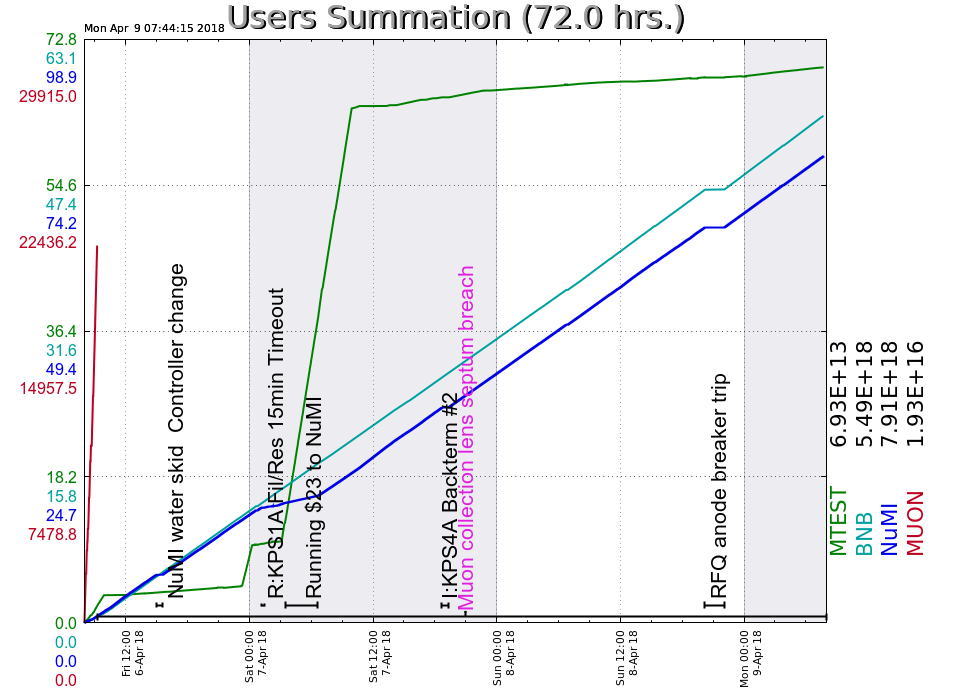 Users Summation (72.0 hrs.)
Mon Apr 9 07:44:15 2018
72.8
63.1
98.9
29915.0
54.6
47.4
74.2
22436.2
36.4
31.6
49.4
14957.5
18.2
15.8
24.7
7478.8
0.0
0.0
0.0
0.0
NuMI water skid Controller change
R:KPS1A Fil/Res 15min Timeout
Running $23 to NuMI
I:KPS4A Backterm #2
Muon collection lens septum breach
RFQ anode breaker trip
Fri 12:00
6-Apr 18
Sat 00:00
7-Apr 18
Sat 12:00
7-Apr 18
Sun 00:00
8-Apr 18
Sun 12:00
8-Apr 18
Mon 00:00
9-Apr 18
MTEST 6.93E+13
BNB 5.49E+18
NuMI 7.91E+18
MUON 1.93E+16